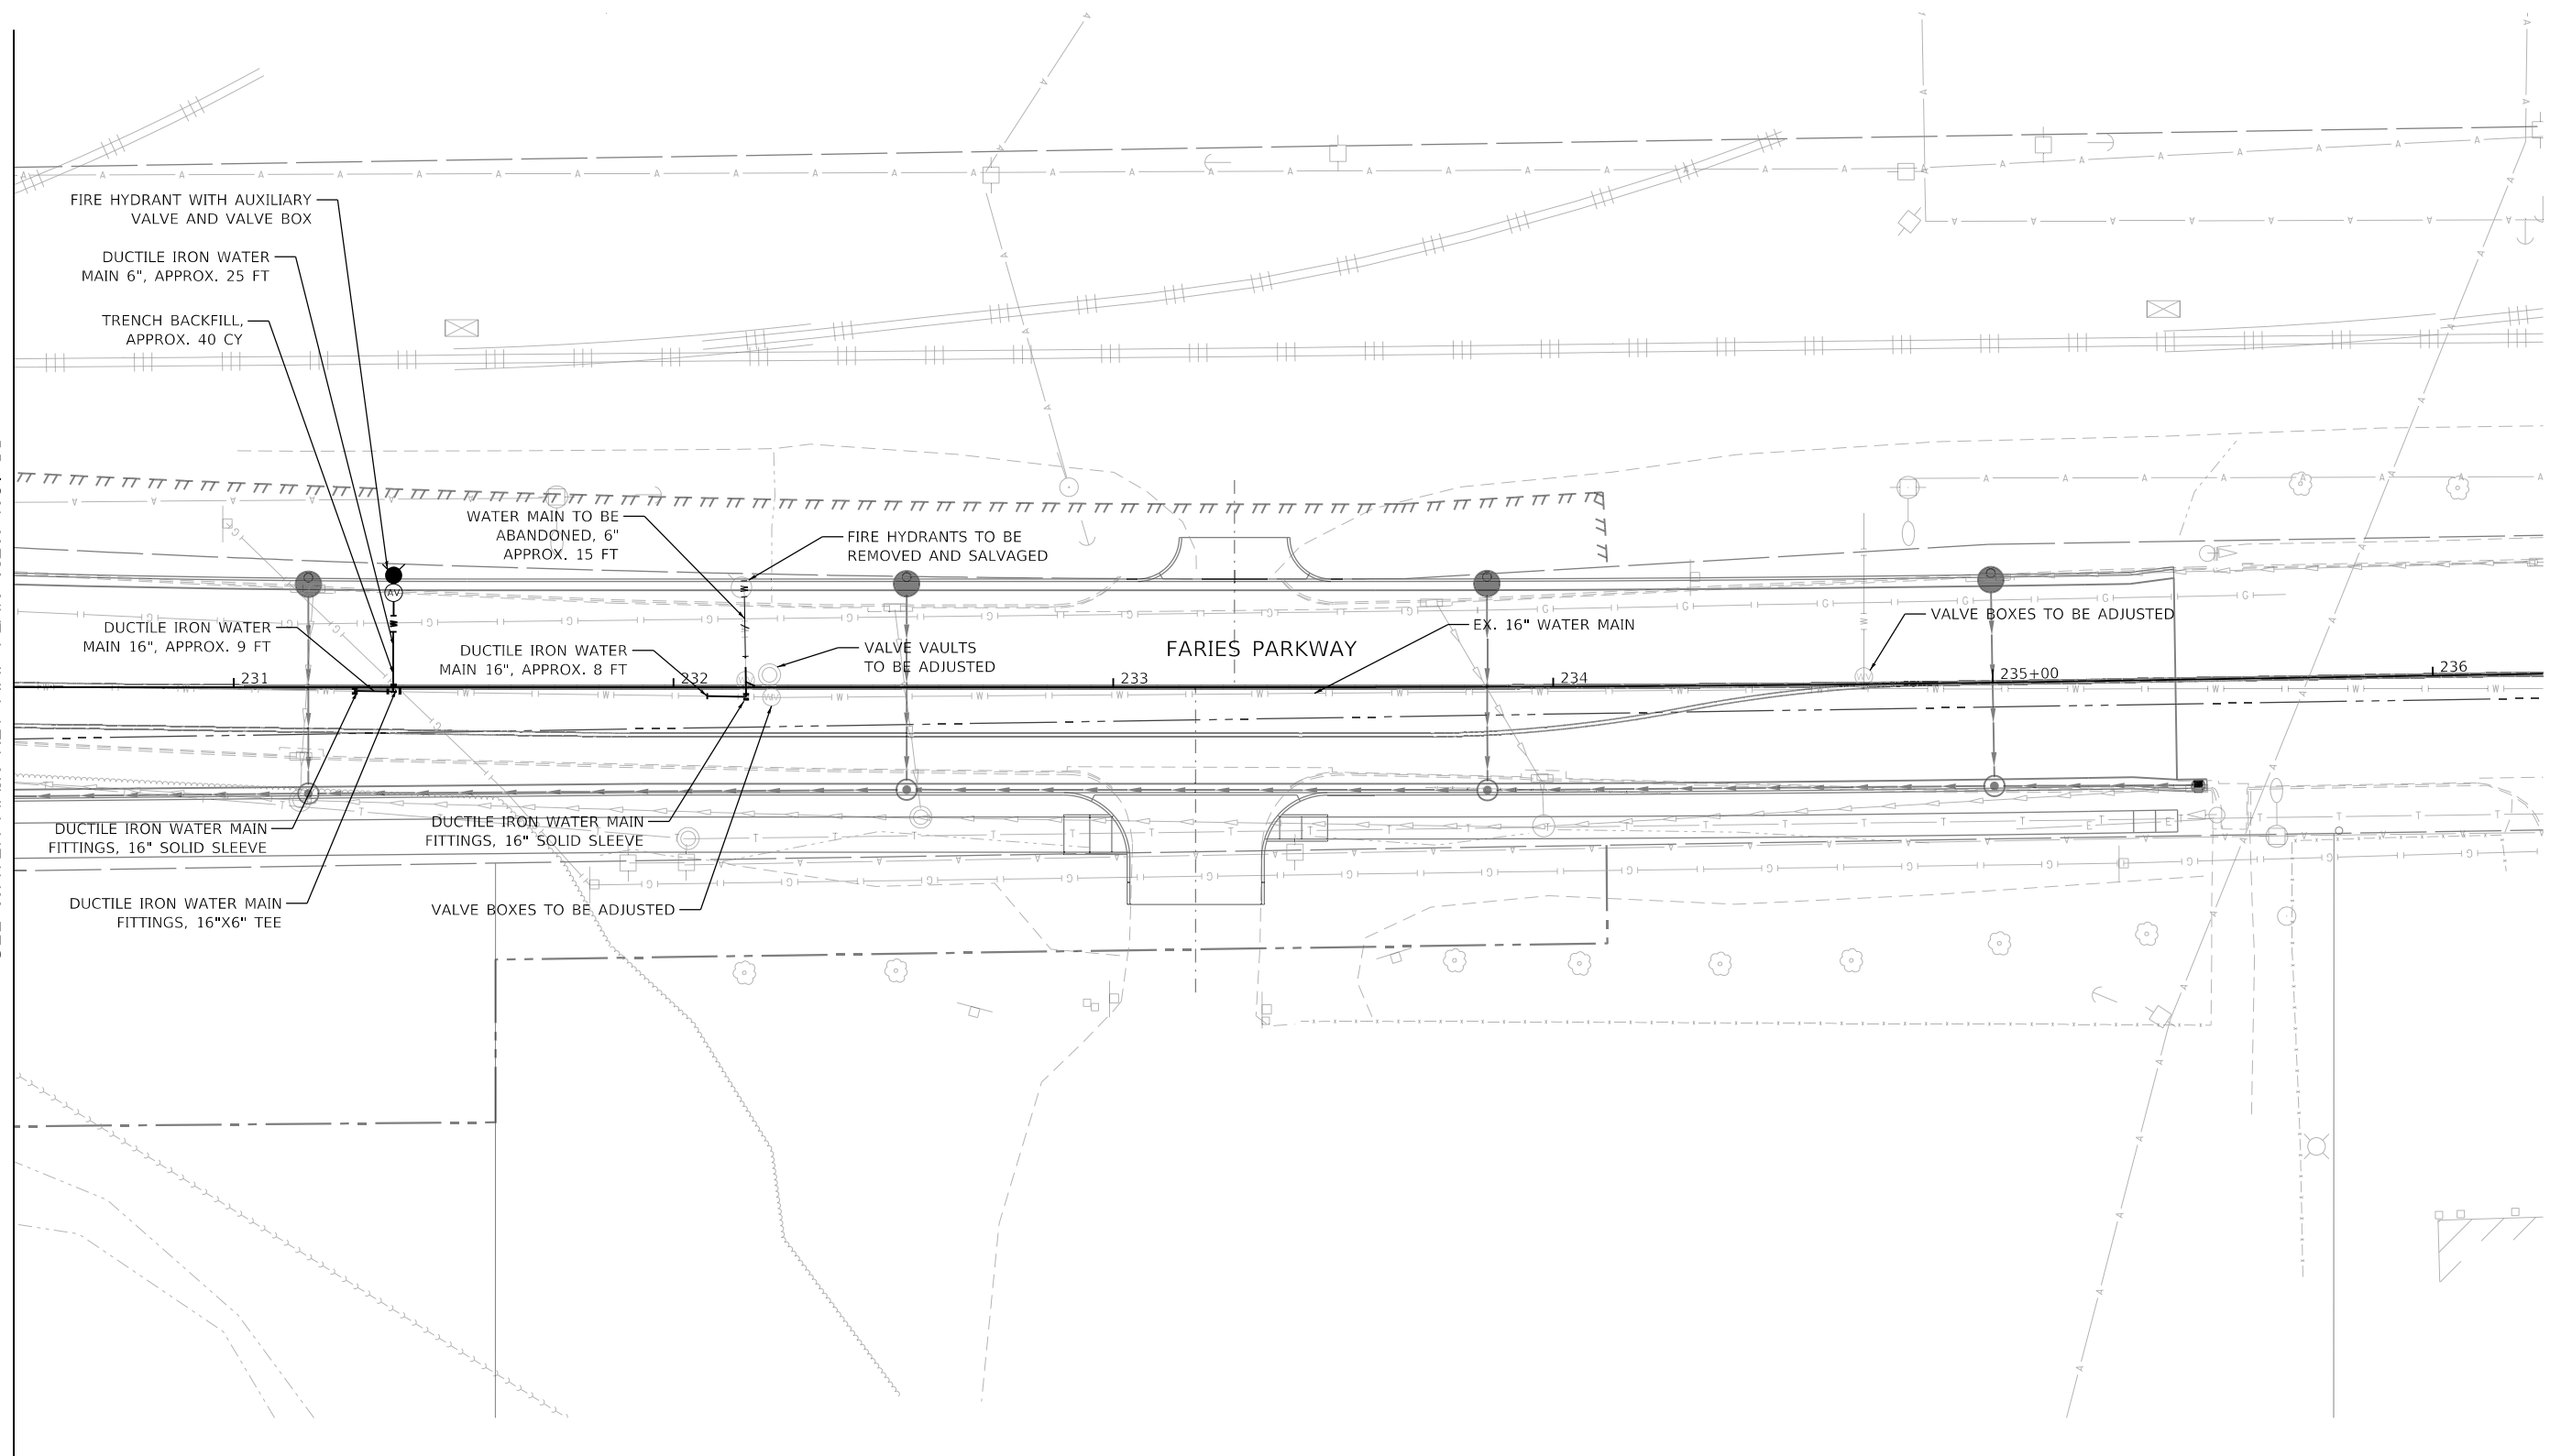 FIRE HYDRANT WITH AUXILIARY
VALVE AND VALVE BOX
DUCTILE IRON WATER
MAIN 6", APPROX. 25 FT
TRENCH BACKFILL,
APPROX. 40 CY
WATER MAIN TO BE
ABANDONED, 6"
APPROX. 15 FT
FIRE HYDRANTS TO BE
REMOVED AND SALVAGED
AV
DUCTILE IRON WATER
MAIN 16", APPROX. 9 FT
DUCTILE IRON WATER
MAIN 16", APPROX. 8 FT
VALVE VAULTS
TO BE ADJUSTED
FARIES PARKWAY
EX. 16" WATER MAIN
VALVE BOXES TO BE ADJUSTED
231
232
233
234
235+00
236
DUCTILE IRON WATER MAIN
FITTINGS, 16" SOLID SLEEVE
DUCTILE IRON WATER MAIN
FITTINGS, 16" SOLID SLEEVE
DUCTILE IRON WATER MAIN
FITTINGS, 16"X6" TEE
VALVE BOXES TO BE ADJUSTED